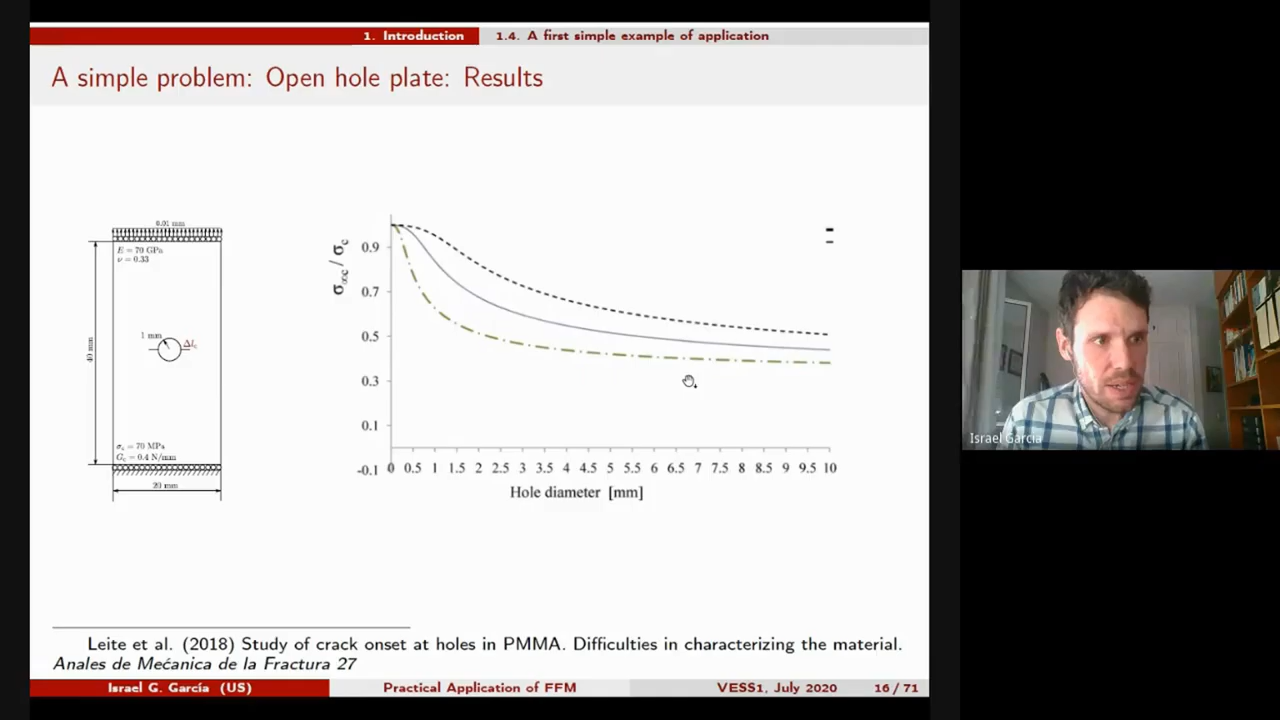 1. Introduction
1.4. A first simple example of application
A simple problem: Open hole plate: Results
0.01 mm
E = 70 GPa
ν = 0.33
1 mm
Δl
40 mm
σc = 70 MPa
Gc = 0.4 N/mm
20 mm
σ∞c / σc
0.9
0.7
0.5
0.3
0.1
-0.1
0 0.5 1 1.5 2 2.5 3 3.5 4 4.5 5 5.5 6 6.5 7 7.5 8 8.5 9 9.5 10
Hole diameter [mm]
Leite et al. (2018) Study of crack onset at holes in PMMA. Difficulties in characterizing the material.
Anales de Mećanica de la Fractura 27
Israel G. García (US)
Practical Application of FFM
VESS1, July 2020
16 / 71
Israel García